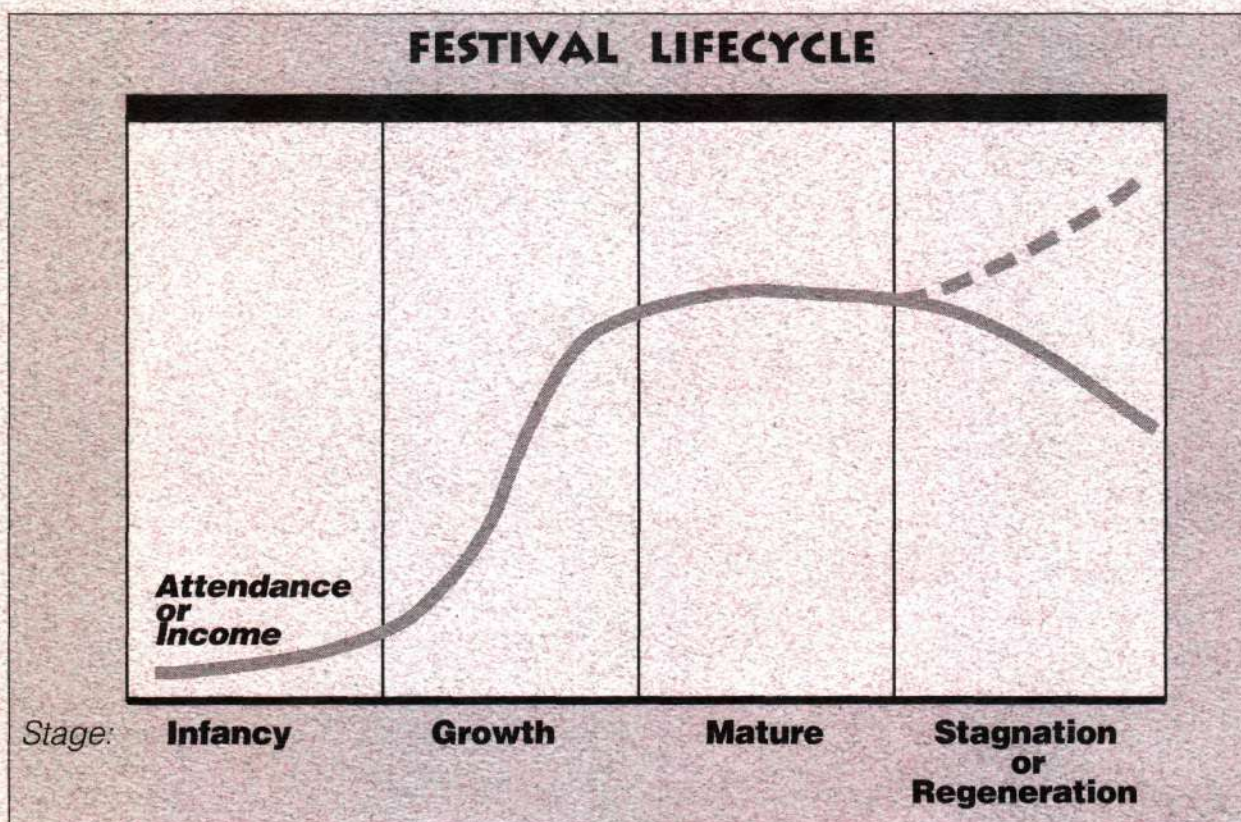 FESTIVAL LIFECYCLE
Attendance
or
Income
Stage:
Infancy
Growth
Mature
Stagnation
or
Regeneration